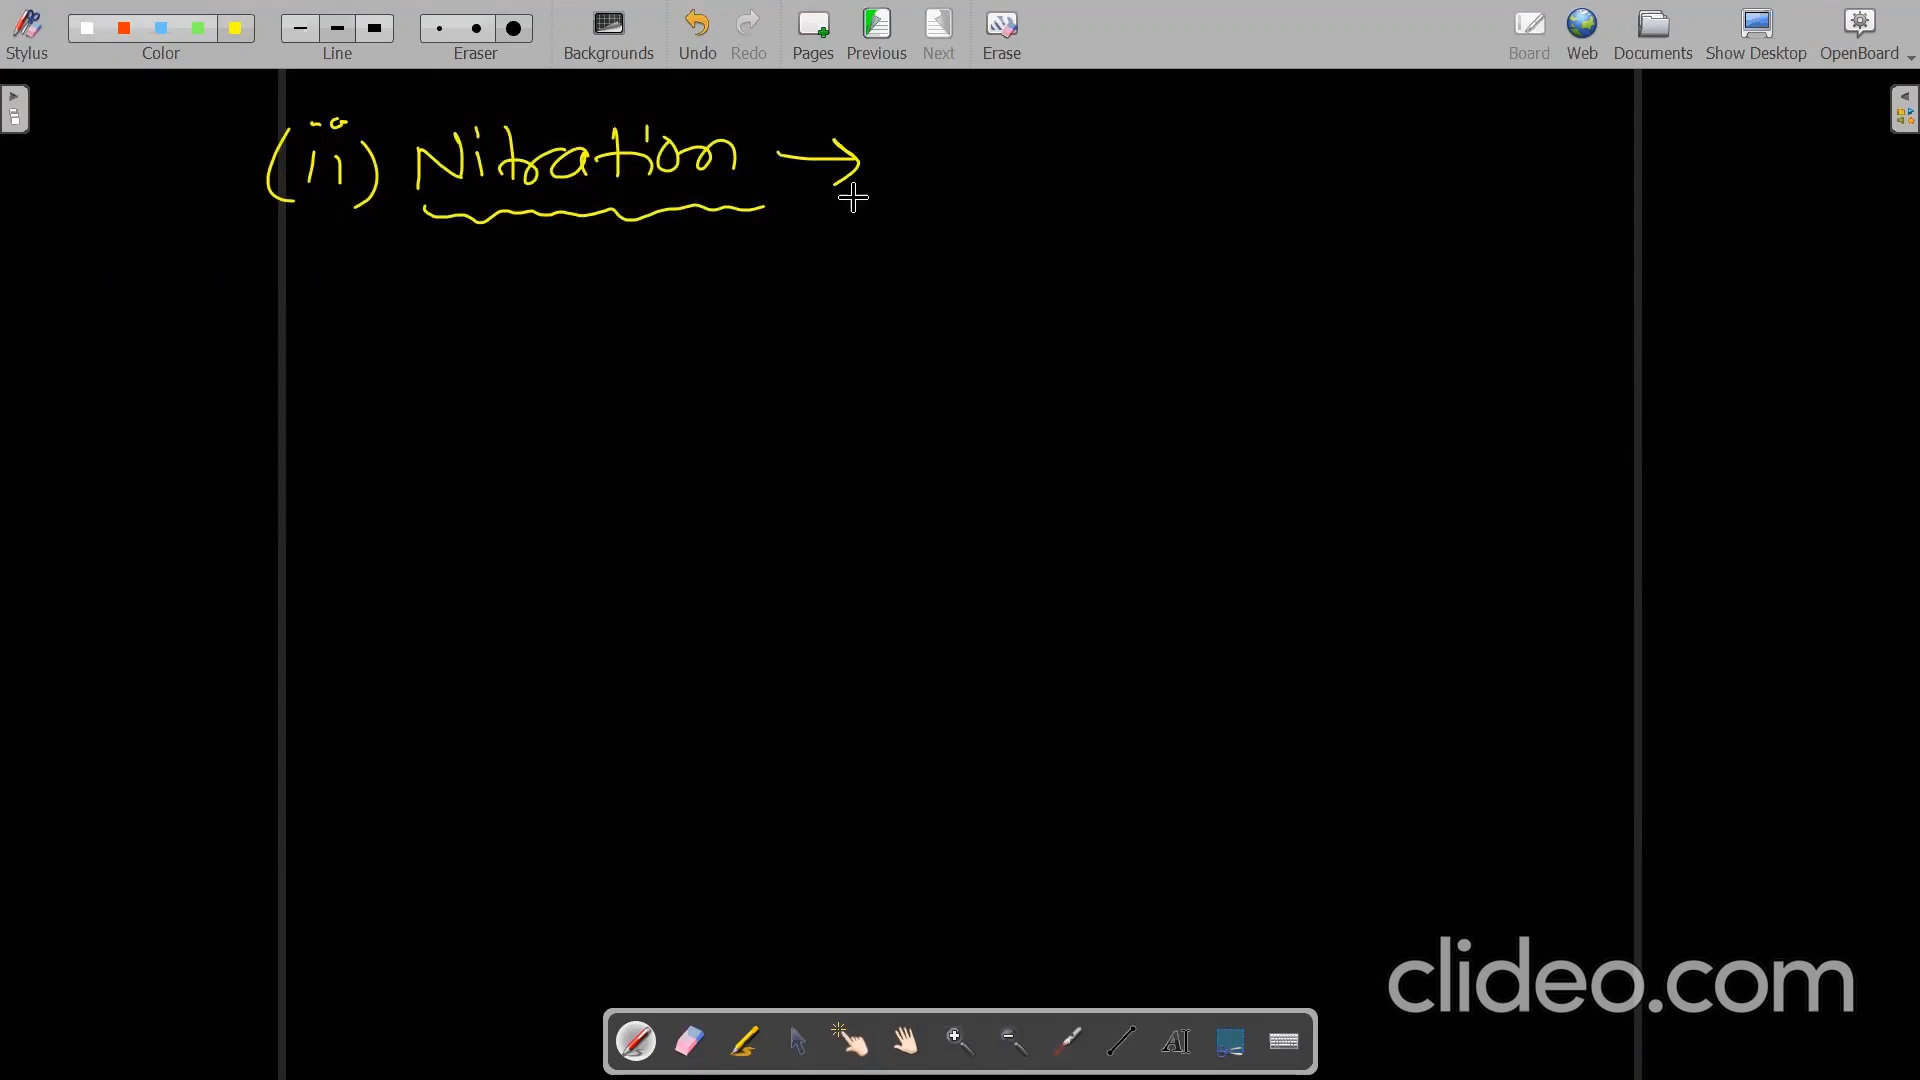 Stylus Color Line Eraser Backgrounds Undo Redo Pages Previous Next Erase Board Web Documents Show Desktop OpenBoard
(ii) Nitration →
clideo.com